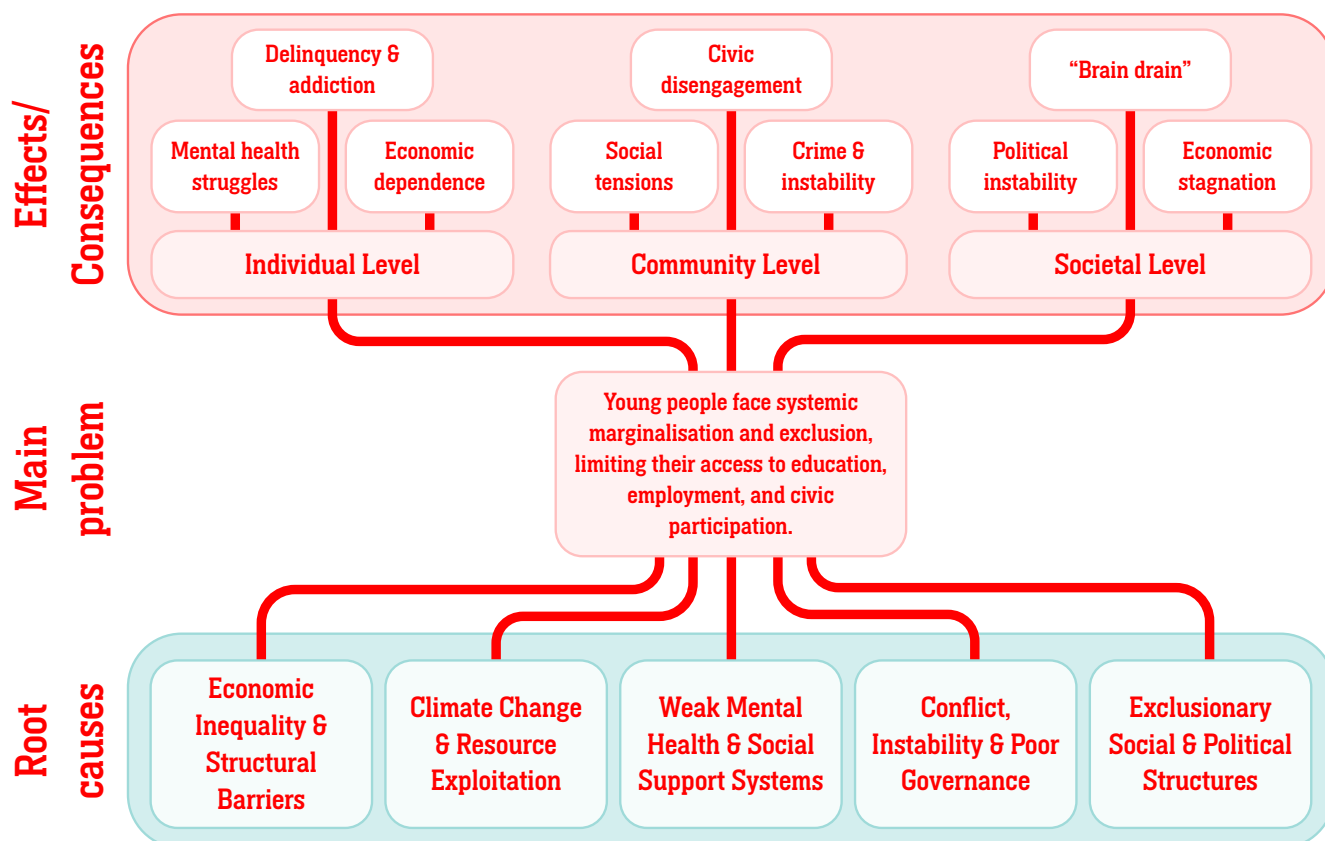 Effects/
Consequences
Delinquency &
addiction
Mental health
struggles
Economic
dependence
Individual Level
Civic
disengagement
Social
tensions
Crime &
instability
Community Level
“Brain drain”
Political
instability
Economic
stagnation
Societal Level
Main
problem
Young people face systemic
marginalisation and exclusion,
limiting their access to education,
employment, and civic
participation.
Root
causes
Economic
Inequality &
Structural
Barriers
Climate Change
& Resource
Exploitation
Weak Mental
Health & Social
Support Systems
Conflict,
Instability & Poor
Governance
Exclusionary
Social & Political
Structures